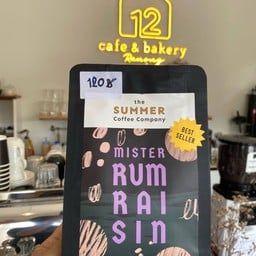 12
cafe & bakery
Ranong
120.-
the
SUMMER
Coffee Company
BEST
SELLER
MISTER
RUM
RAI
SIN